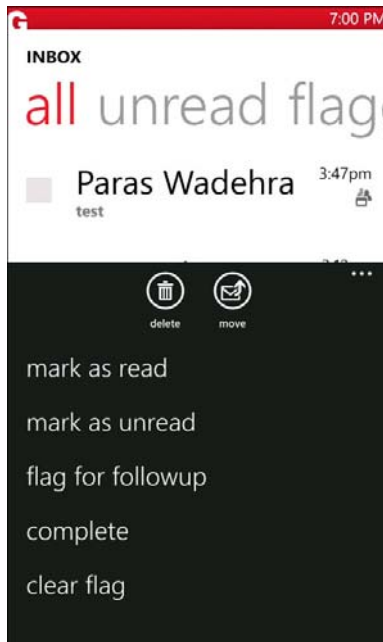 G 7:00 PM
INBOX
all unread flag
Paras Wadehra 3:47pm
test
...
delete move
mark as read
mark as unread
flag for followup
complete
clear flag